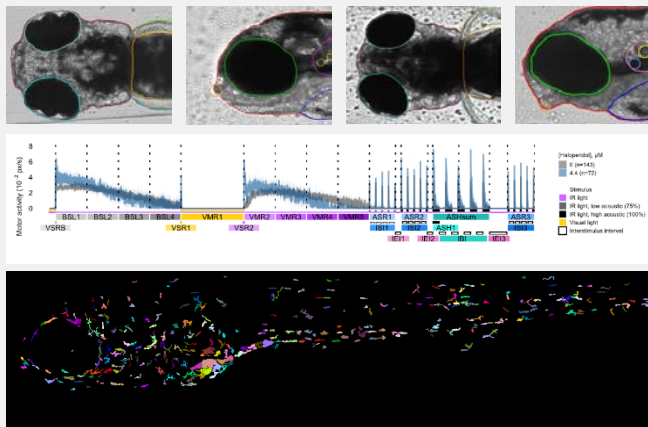 8
6
4
2
0
Motor activity (10⁻² px/s)
BSL1 BSL2 BSL3 BSL4 VMR1 VMR2 VMR3 VMR4 VMR5 ASR1 ASR2 ASHsum ASR3
VSRB VSR1 VSR2 ISI1 ISI2 ASH1 ISI3
IEI1 IEI2 IBI IEI3
[Haloperidol], μM
0 (n=143)
4.4 (n=72)
Stimulus
IR light
IR light, low acoustic (75%)
IR light, high acoustic (100%)
Visual light
Interstimulus interval